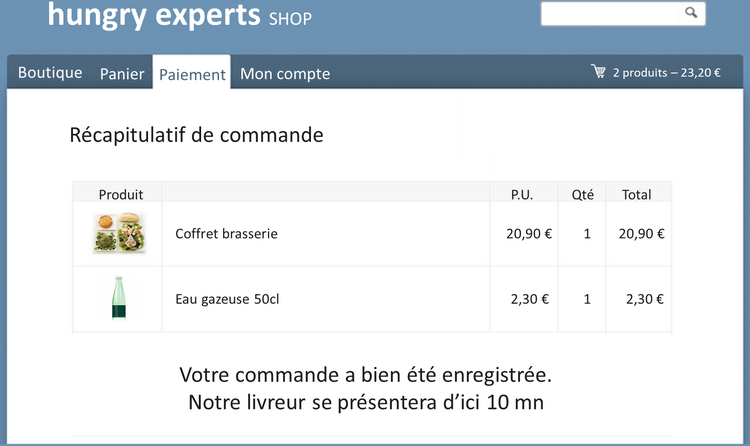 hungry experts SHOP
Boutique Panier Paiement Mon compte 2 produits – 23,20 €
Récapitulatif de commande
Produit P.U. Qté Total
Coffret brasserie 20,90 € 1 20,90 €
Eau gazeuse 50cl 2,30 € 1 2,30 €
Votre commande a bien été enregistrée.
Notre livreur se présentera d’ici 10 mn